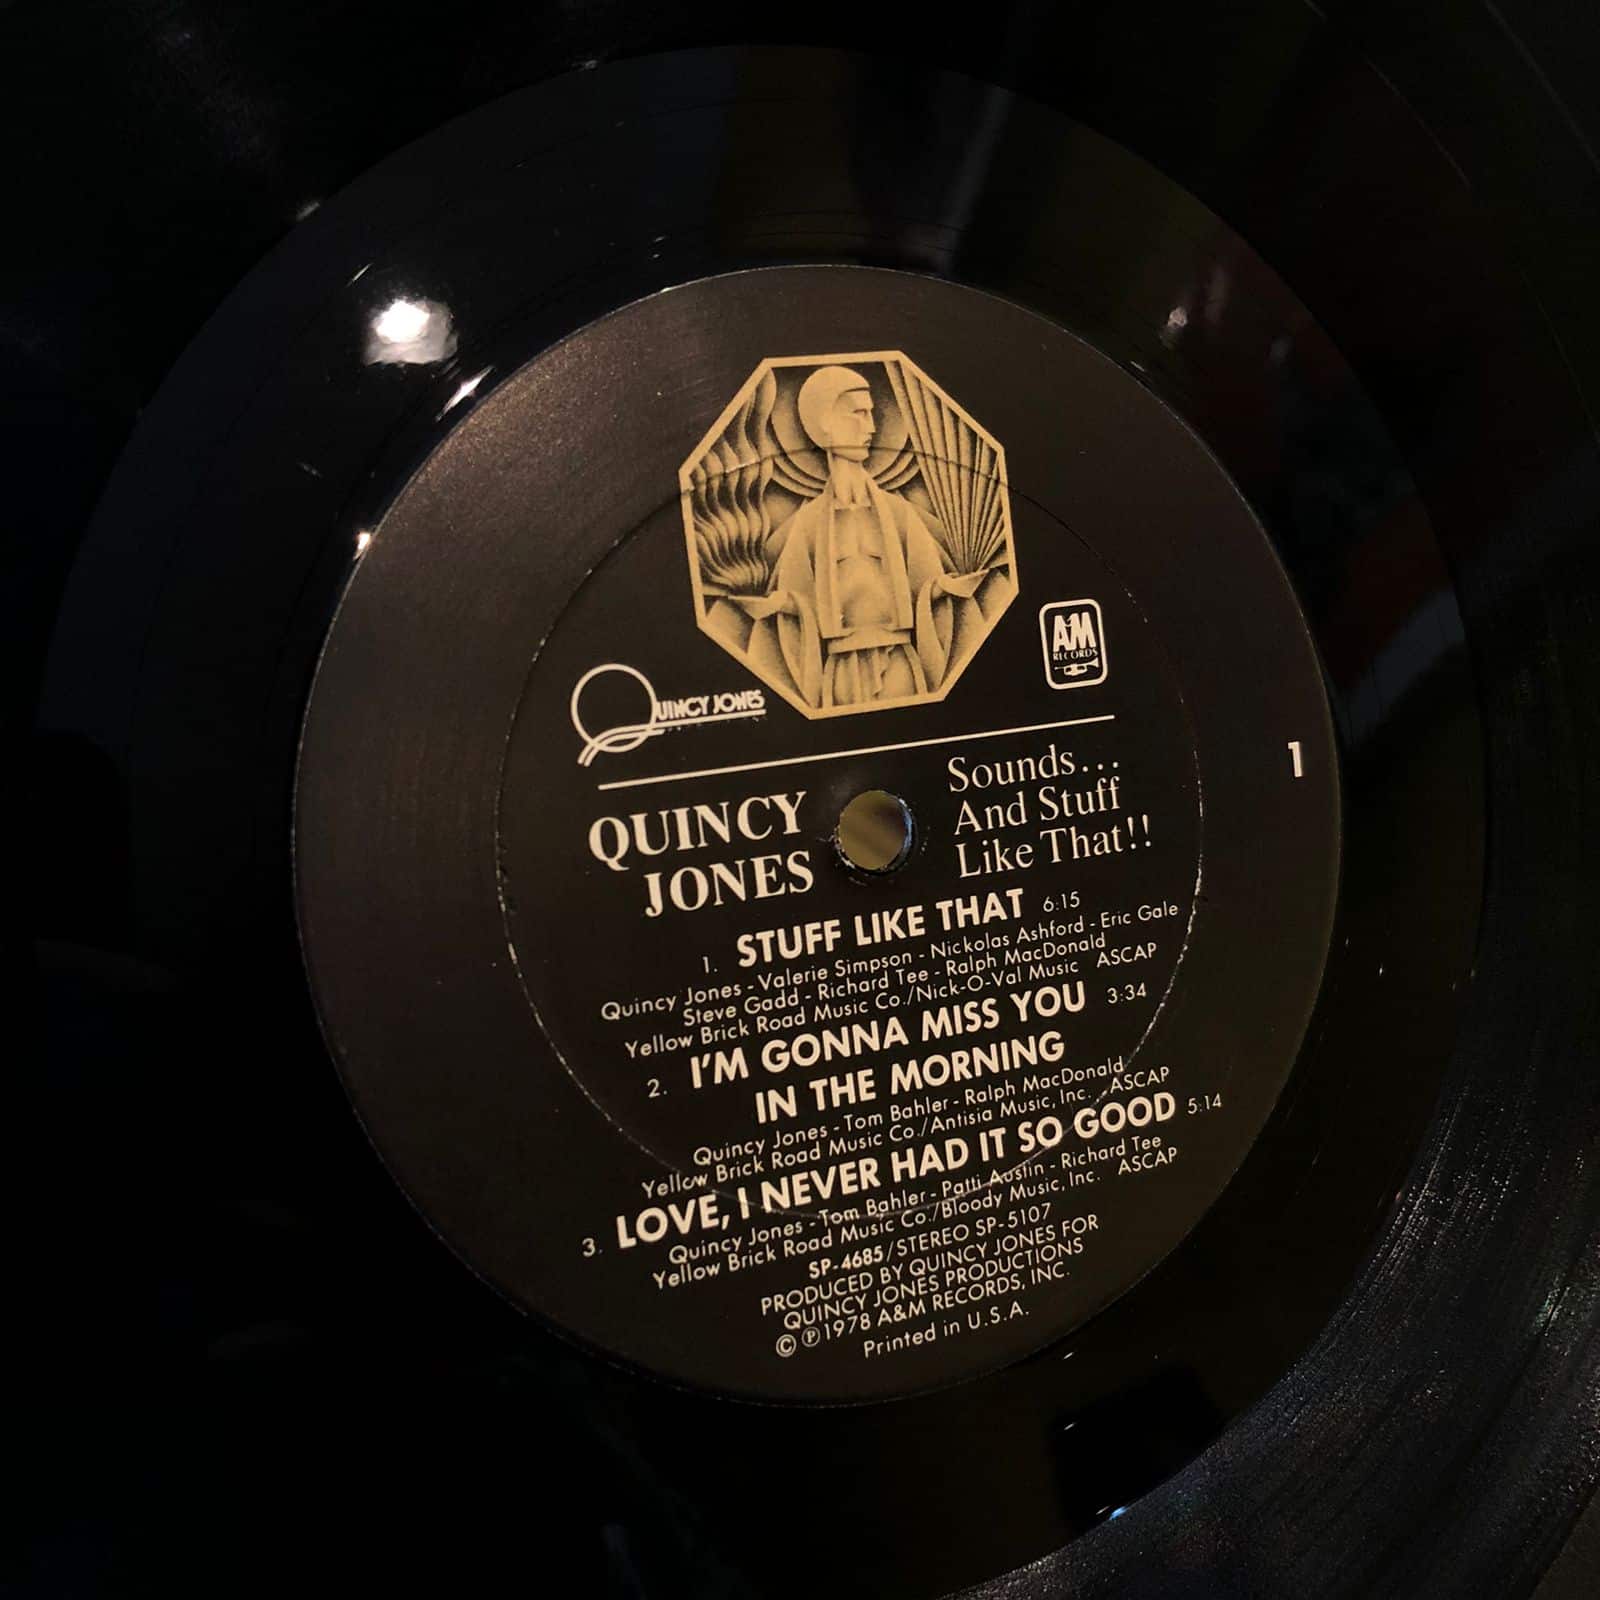 A&M
RECORDS
QUINCY JONES
1
QUINCY
JONES
Sounds...
And Stuff
Like That!!
1. STUFF LIKE THAT 6:15
Quincy Jones - Valerie Simpson - Nickolas Ashford - Eric Gale
Steve Gadd - Richard Tee - Ralph MacDonald
Yellow Brick Road Music Co./Nick-O-Val Music ASCAP
2. I'M GONNA MISS YOU 3:34
IN THE MORNING
Quincy Jones - Tom Bahler - Ralph MacDonald
Yellow Brick Road Music Co./Antisia Music, Inc. ASCAP
3. LOVE, I NEVER HAD IT SO GOOD 5:14
Quincy Jones - Tom Bahler - Patti Austin - Richard Tee
Yellow Brick Road Music Co./Bloody Music, Inc. ASCAP
SP-4685/STEREO SP-5107
PRODUCED BY QUINCY JONES FOR
QUINCY JONES PRODUCTIONS
© ℗ 1978 A&M RECORDS, INC.
Printed in U.S.A.